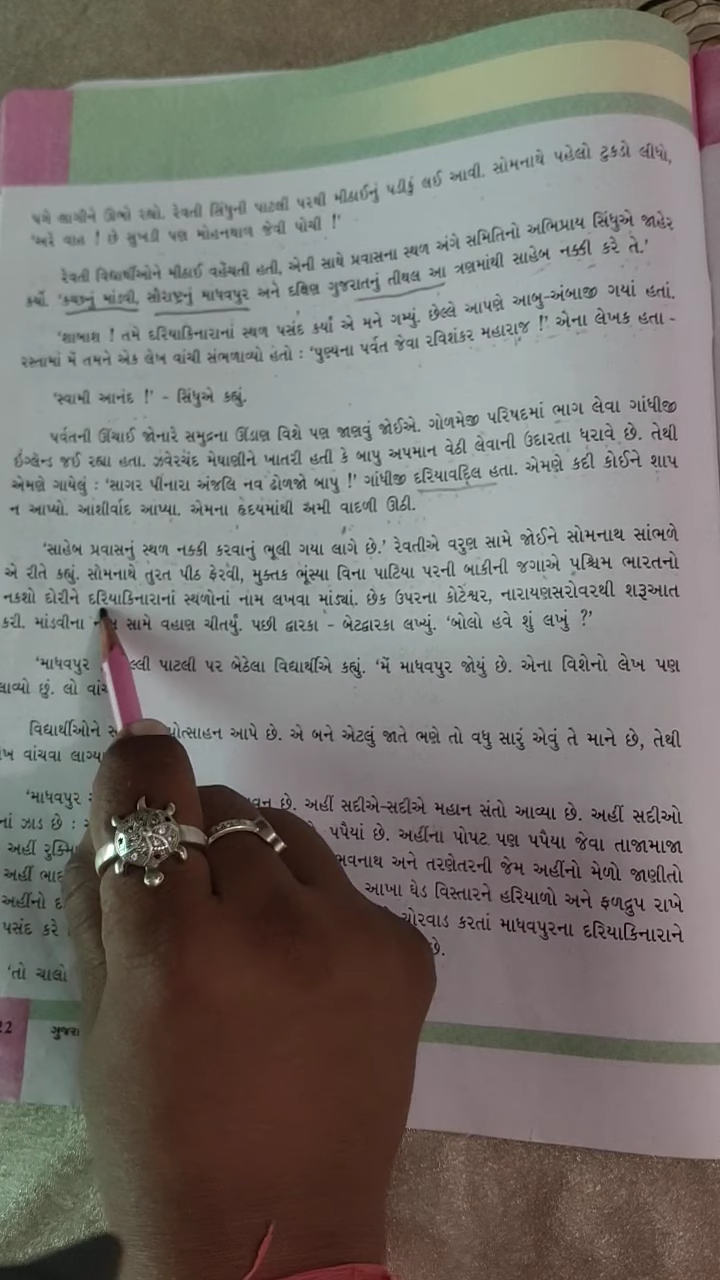 પગે લાગીને ઊભો રહ્યો. રેવતી સિંધુની પાટલી પરથી મીઠાઈનું પડીકું લઈ આવી. સોમનાથે પહેલો ટુકડો લીધો,
'અરે વાહ ! છે સુખડી પણ મોહનથાળ જેવી પોચી !'
રેવતી વિદ્યાર્થીઓને મીઠાઈ વહેંચતી હતી, એની સાથે પ્રવાસના સ્થળ અંગે સમિતિનો અભિપ્રાય સિંધુએ જાહેર
કર્યો. 'કચ્છનું માંડવી, સૌરાષ્ટ્રનું માધવપુર અને દક્ષિણ ગુજરાતનું તીથલ આ ત્રણમાંથી સાહેબ નક્કી કરે તે.'
'શાબાશ ! તમે દરિયાકિનારાનાં સ્થળ પસંદ કર્યાં એ મને ગમ્યું. છેલ્લે આપણે આબુ-અંબાજી ગયાં હતાં.
રસ્તામાં મેં તમને એક લેખ વાંચી સંભળાવ્યો હતો : 'પુણ્યના પર્વત જેવા રવિશંકર મહારાજ !' એના લેખક હતા -
'સ્વામી આનંદ !' - સિંધુએ કહ્યું.
પર્વતની ઊંચાઈ જોનારે સમુદ્રના ઊંડાણ વિશે પણ જાણવું જોઈએ. ગોળમેજી પરિષદમાં ભાગ લેવા ગાંધીજી
ઇંગ્લેન્ડ જઈ રહ્યા હતા. ઝવેરચંદ મેઘાણીને ખાતરી હતી કે બાપુ અપમાન વેઠી લેવાની ઉદારતા ધરાવે છે. તેથી
એમણે ગાયેલું : 'સાગર પીનારા અંજલિ નવ ઢોળજો બાપુ !' ગાંધીજી દરિયાવદિલ હતા. એમણે કદી કોઈને શાપ
ન આપ્યો. આશીર્વાદ આપ્યા. એમના હૃદયમાંથી અમી વાદળી ઊઠી.
'સાહેબ પ્રવાસનું સ્થળ નક્કી કરવાનું ભૂલી ગયા લાગે છે.' રેવતીએ વરુણ સામે જોઈને સોમનાથ સાંભળે
એ રીતે કહ્યું. સોમનાથે તુરત પીઠ ફેરવી, મુક્તક ભૂંસ્યા વિના પાટિયા પરની બાકીની જગાએ પશ્ચિમ ભારતનો
નકશો દોરીને દરિયાકિનારાનાં સ્થળોનાં નામ લખવા માંડ્યાં. છેક ઉપરના કોટેશ્વર, નારાયણસરોવરથી શરૂઆત
કરી. માંડવીના સામે વહાણ ચીતર્યું. પછી દ્વારકા - બેટદ્વારકા લખ્યું. 'બોલો હવે શું લખું ?'
'માધવપુર લ્લી પાટલી પર બેઠેલા વિદ્યાર્થીએ કહ્યું. 'મેં માધવપુર જોયું છે. એના વિશેનો લેખ પણ
લાવ્યો છું. લો વાંચ
વિદ્યાર્થીઓને પ્રોત્સાહન આપે છે. એ બને એટલું જાતે ભણે તો વધુ સારું એવું તે માને છે, તેથી
ખ વાંચવા લાગ્યા
'માધવપુર વન છે. અહીં સદીએ-સદીએ મહાન સંતો આવ્યા છે. અહીં સદીઓ
નાં ઝાડ છે : પપૈયાં છે. અહીંના પોપટ પણ પપૈયા જેવા તાજામાજા
અહીં રુક્મિ ભવનાથ અને તરણેતરની જેમ અહીંનો મેળો જાણીતો
અહીં ભાદ આખા ઘેડ વિસ્તારને હરિયાળો અને ફળદ્રુપ રાખે
અહીંનો દ ચોરવાડ કરતાં માધવપુરના દરિયાકિનારાને
પસંદ કરે છે.
'તો ચાલો
22 ગુજરા